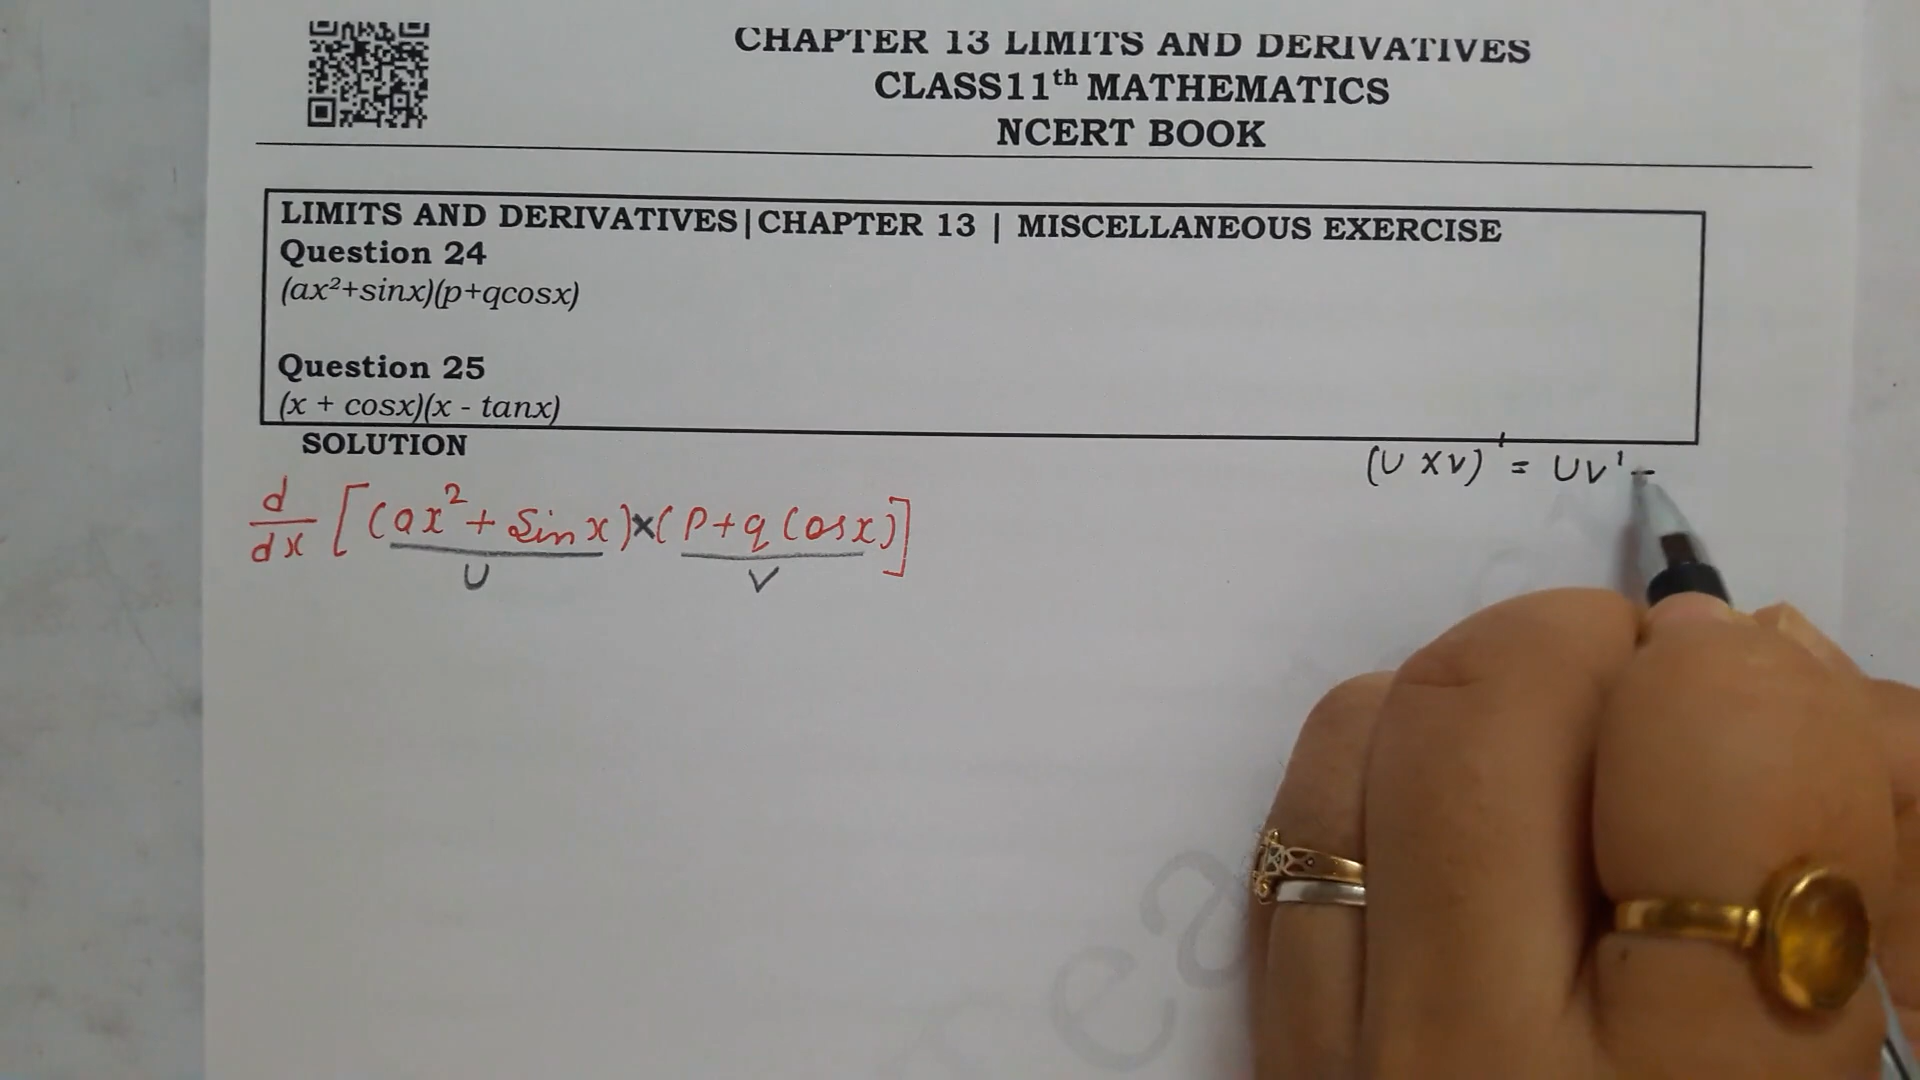 CHAPTER 13 LIMITS AND DERIVATIVES
CLASS11th MATHEMATICS
NCERT BOOK
LIMITS AND DERIVATIVES|CHAPTER 13 | MISCELLANEOUS EXERCISE
Question 24
(ax²+sinx)(p+qcosx)
Question 25
(x + cosx)(x - tanx)
SOLUTION
(U × V)' = UV' -
d/dx [(ax² + Sin x) × (P + q Cos x)]
U V